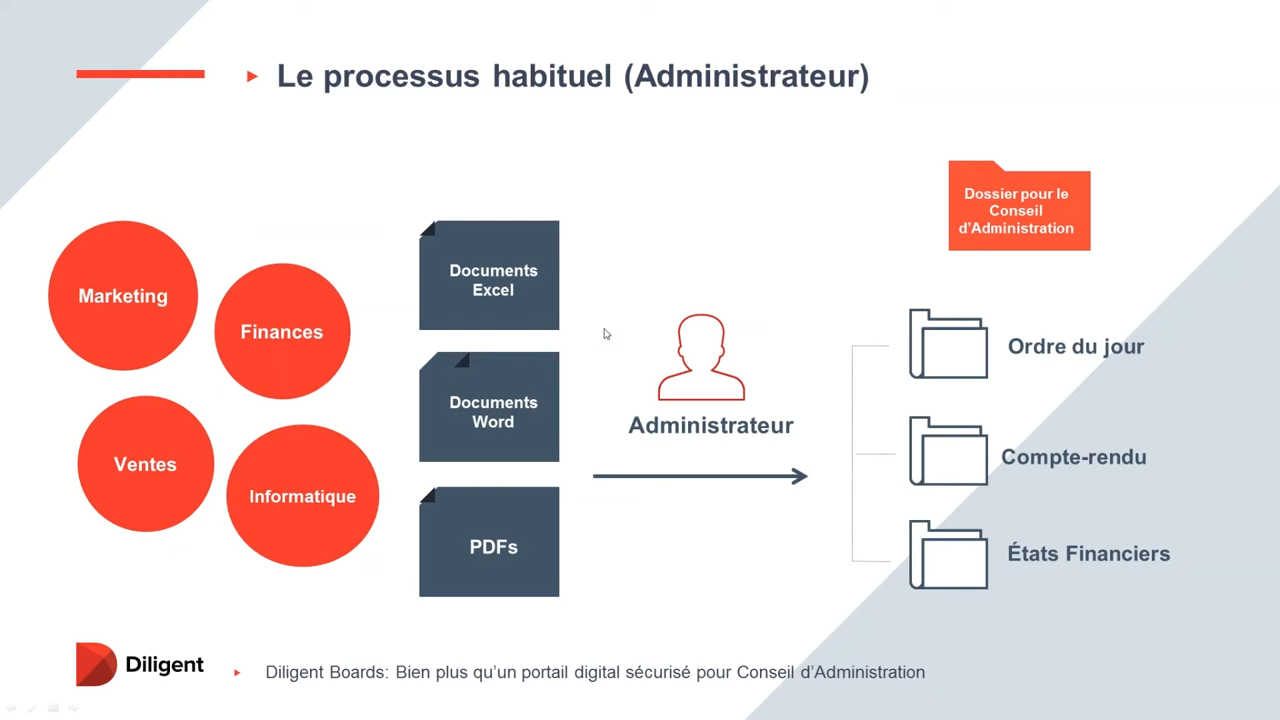 Le processus habituel (Administrateur)
Dossier pour le
Conseil
d'Administration
Marketing
Finances
Ventes
Informatique
Documents
Excel
Documents
Word
PDFs
Administrateur
Ordre du jour
Compte-rendu
États Financiers
Diligent
Diligent Boards: Bien plus qu'un portail digital sécurisé pour Conseil d'Administration